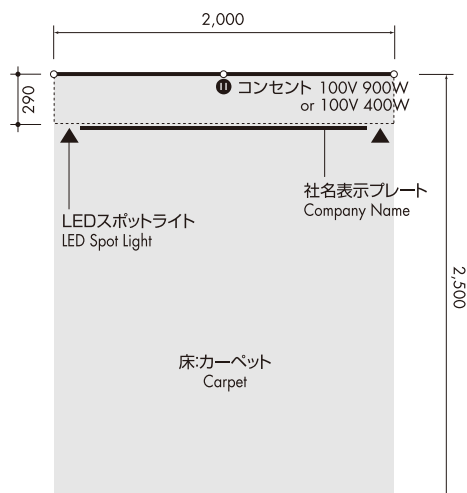 2,000
290
コンセント 100V 900W
or 100V 400W
社名表示プレート
Company Name
LEDスポットライト
LED Spot Light
2,500
床:カーペット
Carpet